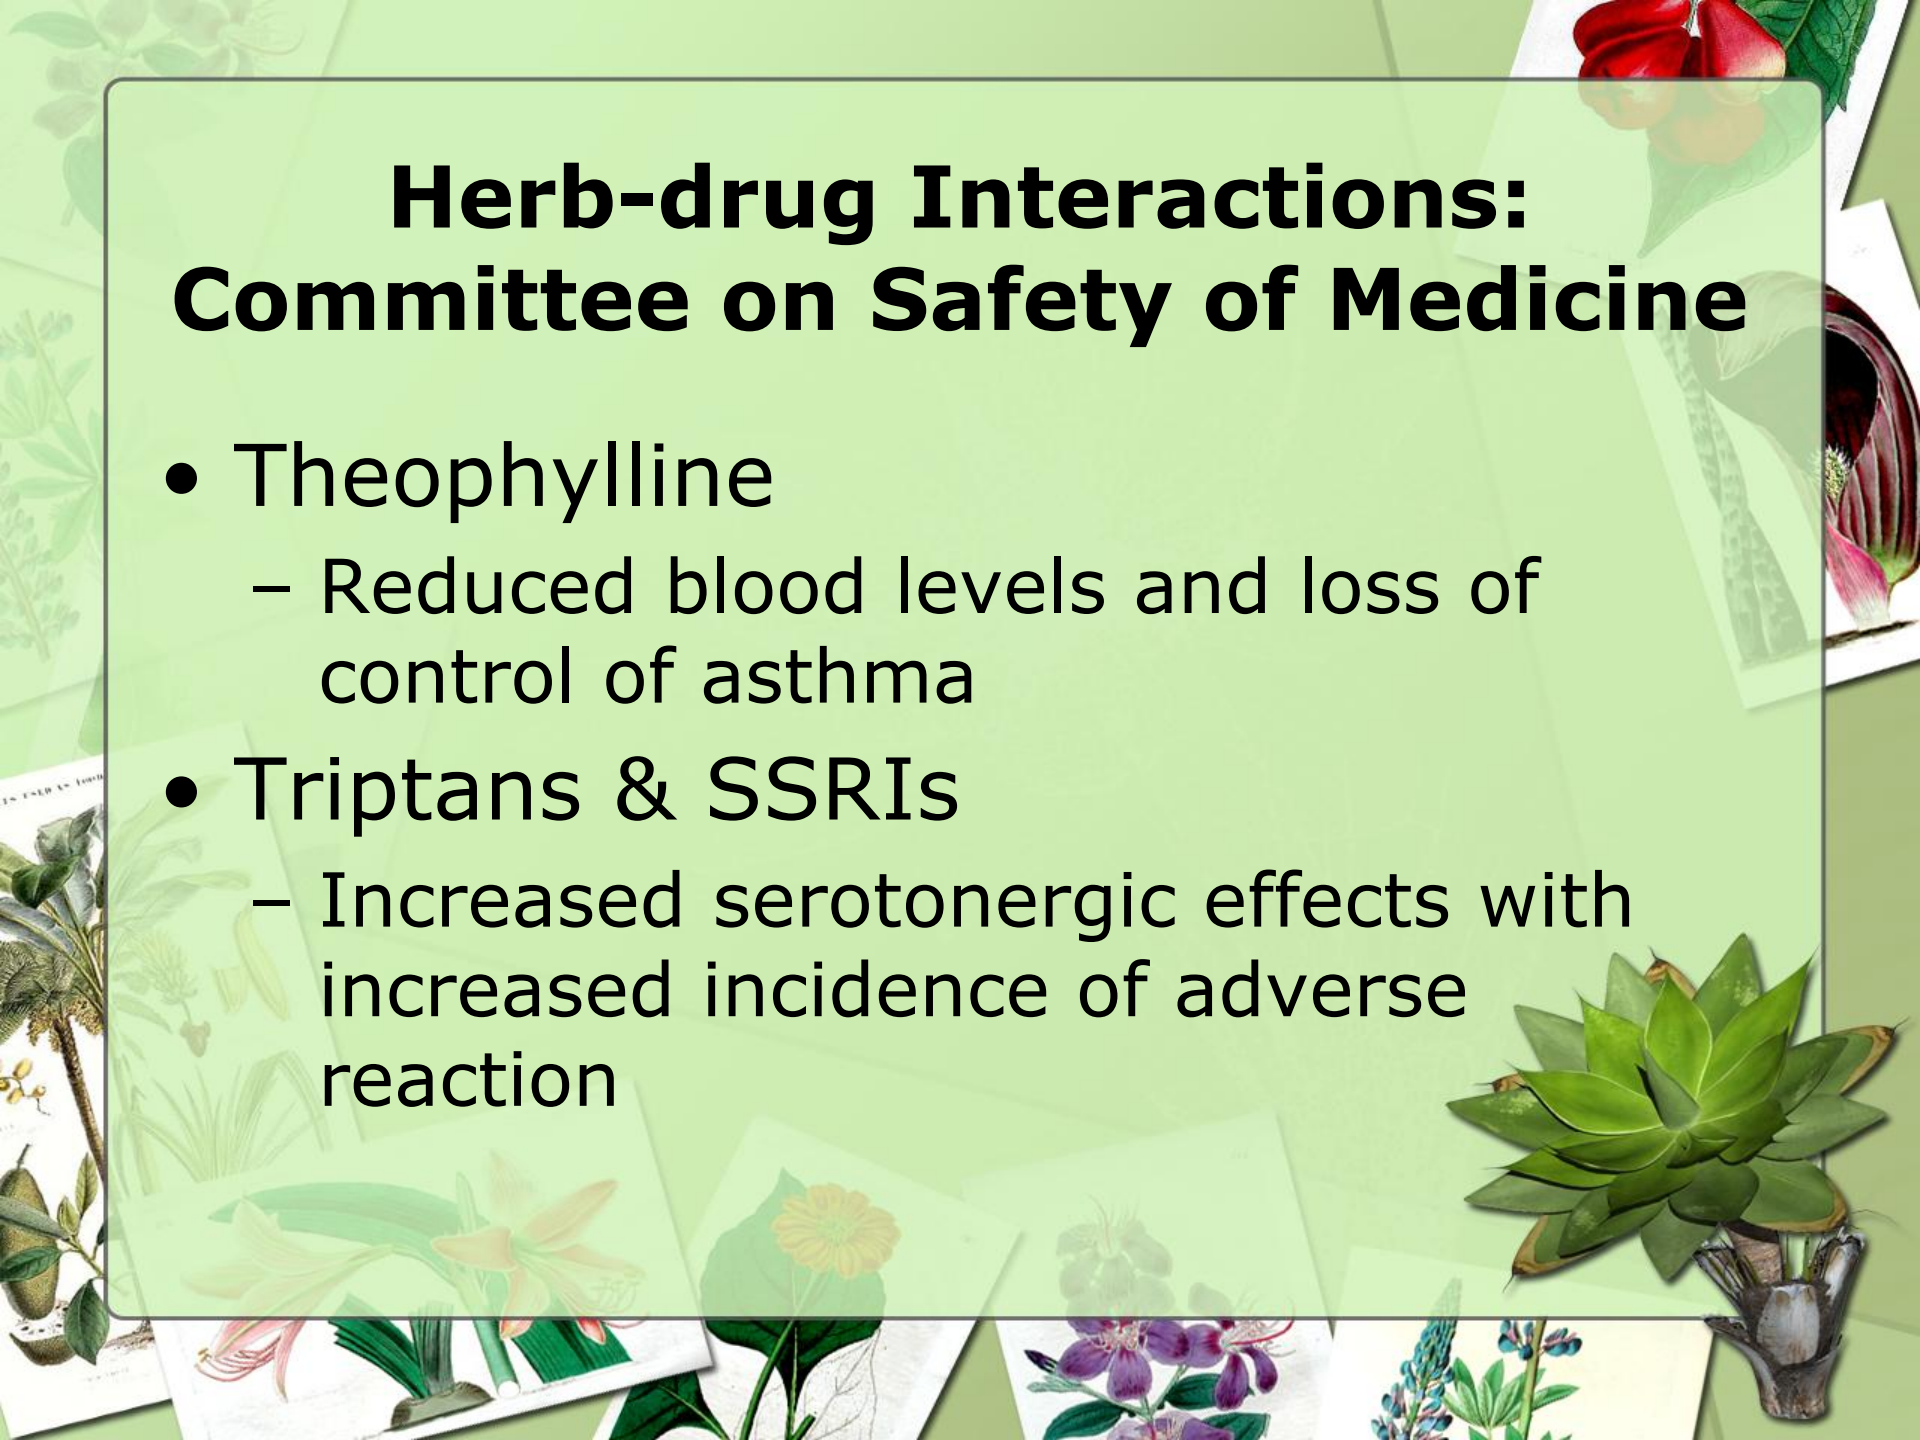 Herb-drug Interactions:
Committee on Safety of Medicine
• Theophylline
– Reduced blood levels and loss of
control of asthma
• Triptans & SSRIs
– Increased serotonergic effects with
increased incidence of adverse
reaction